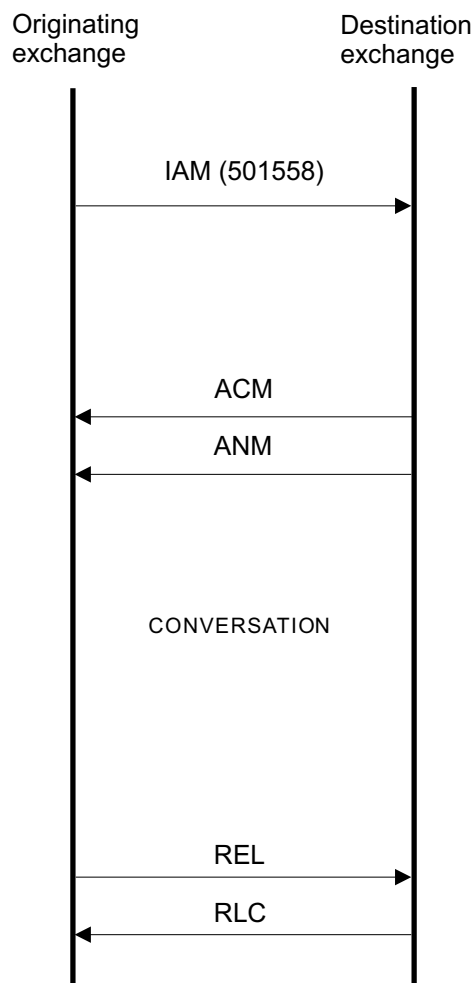 Originating
exchange
Destination
exchange
IAM (501558)
ACM
ANM
CONVERSATION
REL
RLC